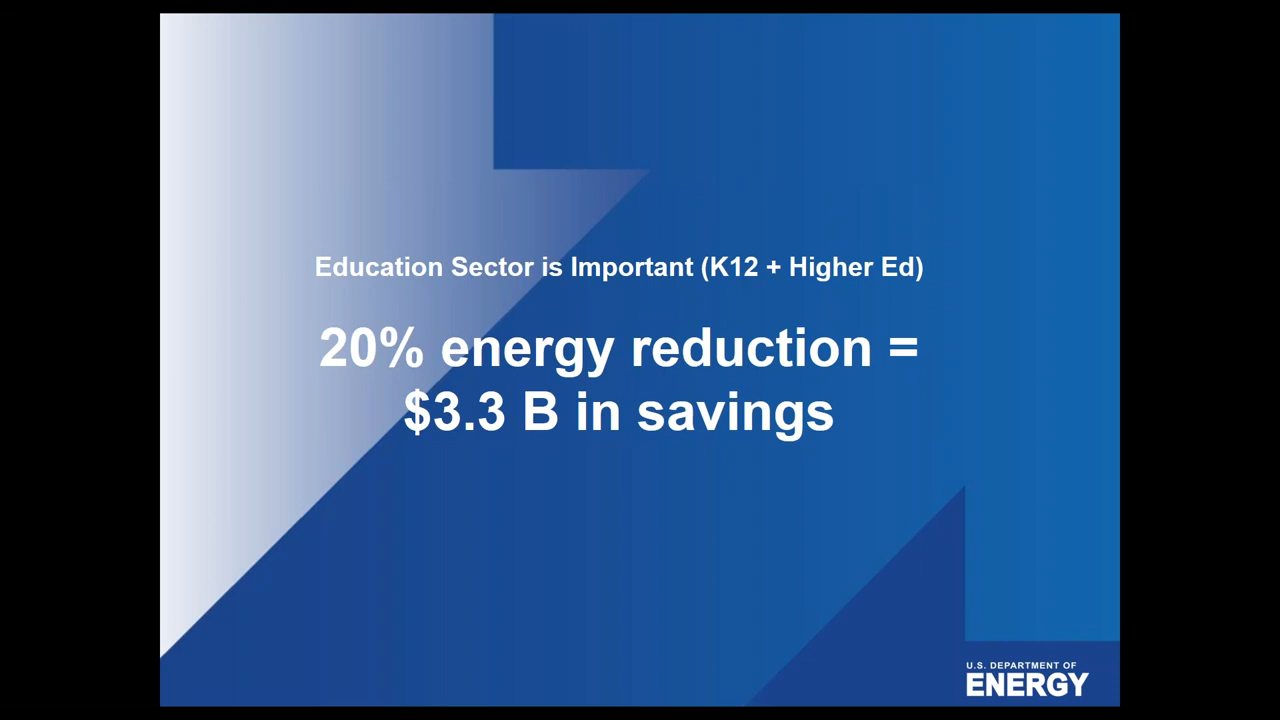 Education Sector is Important (K12 + Higher Ed)
20% energy reduction =
$3.3 B in savings
U.S. DEPARTMENT OF
ENERGY